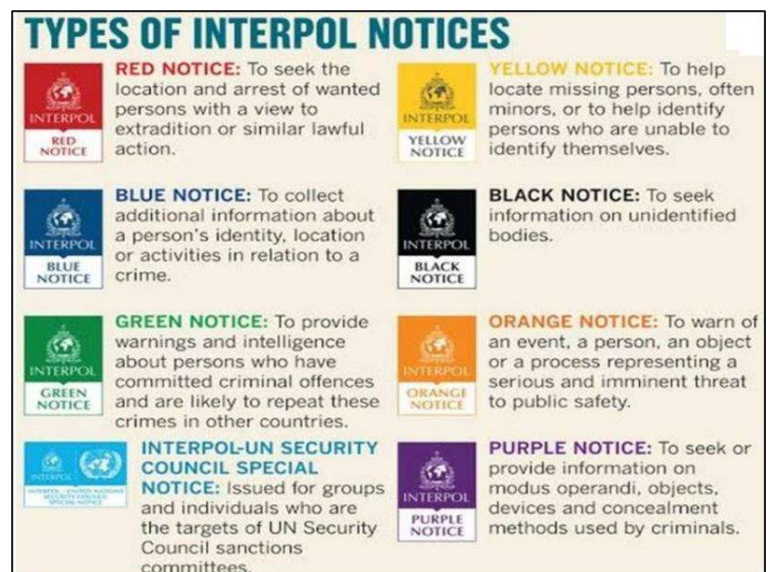 TYPES OF INTERPOL NOTICES
INTERPOL
RED
NOTICE
RED NOTICE: To seek the
location and arrest of wanted
persons with a view to
extradition or similar lawful
action.
INTERPOL
YELLOW
NOTICE
YELLOW NOTICE: To help
locate missing persons, often
minors, or to help identify
persons who are unable to
identify themselves.
INTERPOL
BLUE
NOTICE
BLUE NOTICE: To collect
additional information about
a person's identity, location
or activities in relation to a
crime.
INTERPOL
BLACK
NOTICE
BLACK NOTICE: To seek
information on unidentified
bodies.
INTERPOL
GREEN
NOTICE
GREEN NOTICE: To provide
warnings and intelligence
about persons who have
committed criminal offences
and are likely to repeat these
crimes in other countries.
INTERPOL
ORANGE
NOTICE
ORANGE NOTICE: To warn of
an event, a person, an object
or a process representing a
serious and imminent threat
to public safety.
INTERPOL
INTERPOL - UNITED NATIONS
SECURITY COUNCIL
SPECIAL NOTICE
INTERPOL-UN SECURITY
COUNCIL SPECIAL
NOTICE: Issued for groups
and individuals who are
the targets of UN Security
Council sanctions
committees.
INTERPOL
PURPLE
NOTICE
PURPLE NOTICE: To seek or
provide information on
modus operandi, objects,
devices and concealment
methods used by criminals.